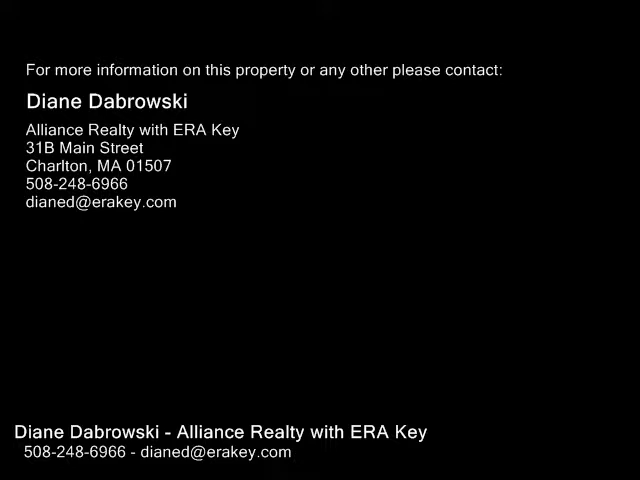 For more information on this property or any other please contact:
Diane Dabrowski
Alliance Realty with ERA Key
31B Main Street
Charlton, MA 01507
508-248-6966
dianed@erakey.com
Diane Dabrowski - Alliance Realty with ERA Key
508-248-6966 - dianed@erakey.com